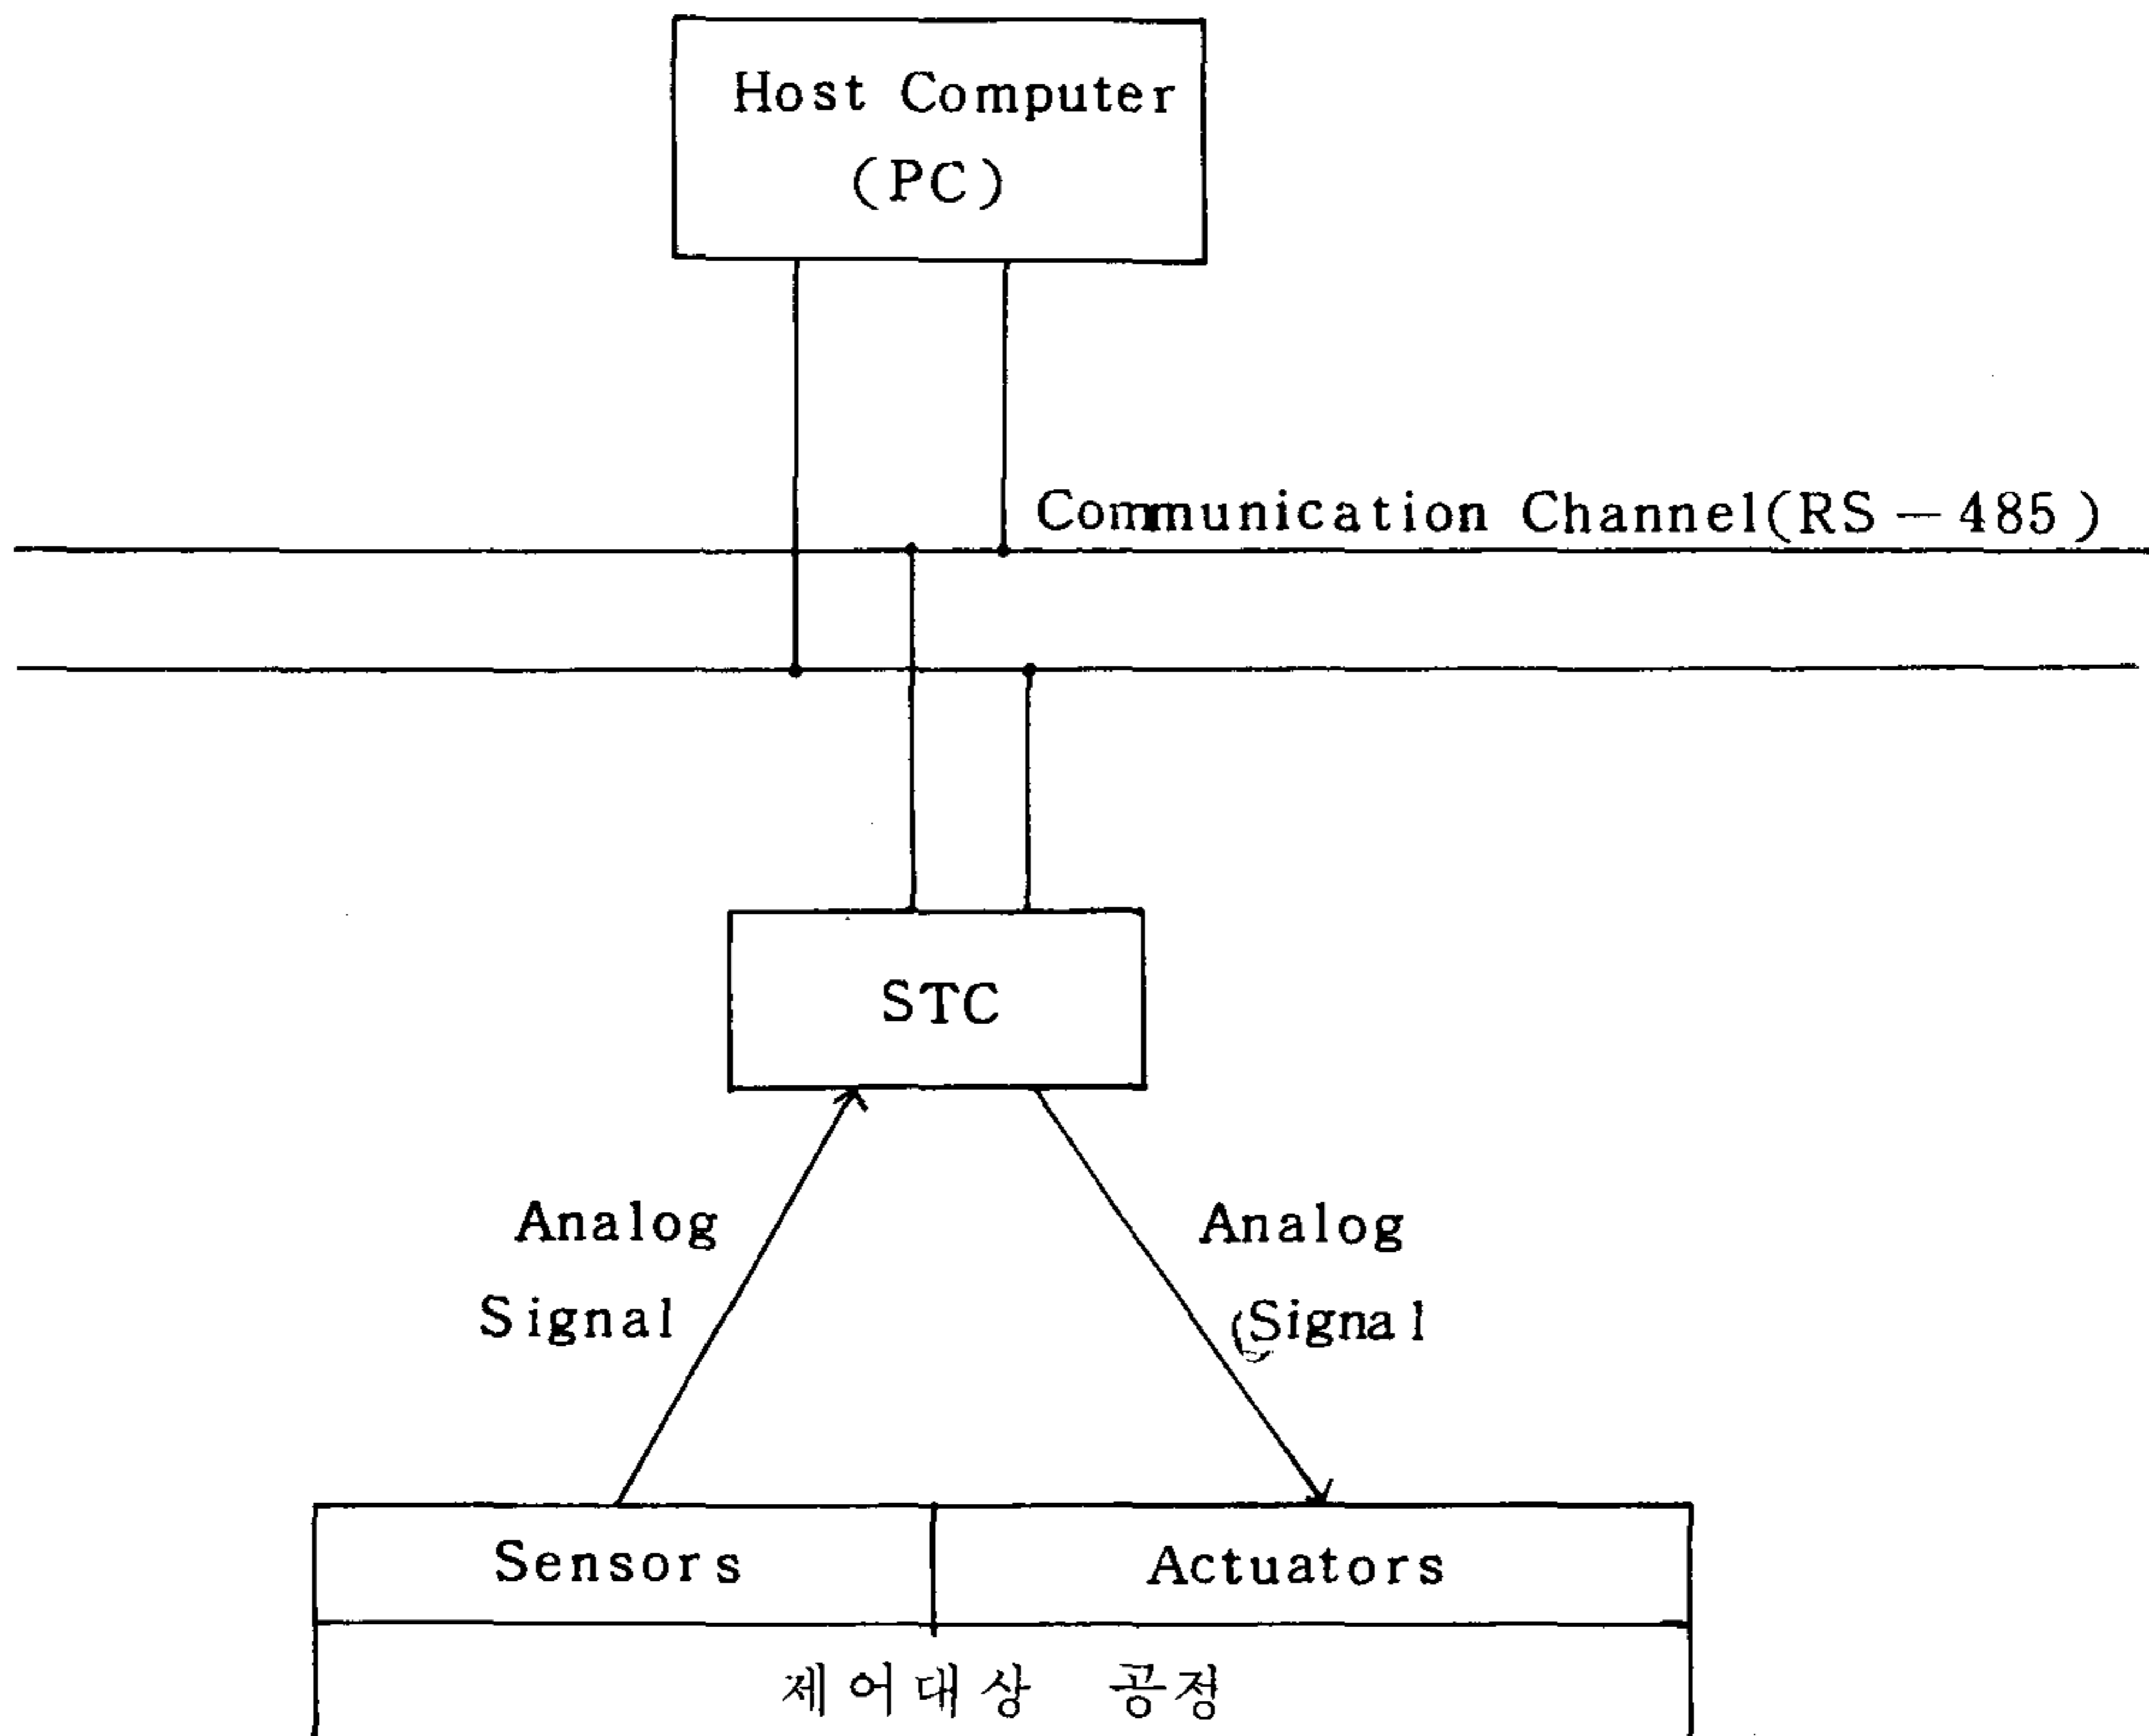 Host Computer
(PC)
Communication Channel(RS-485)
STC
Analog
Signal
Analog
Signal
Sensors
Actuators
제어대상 공정